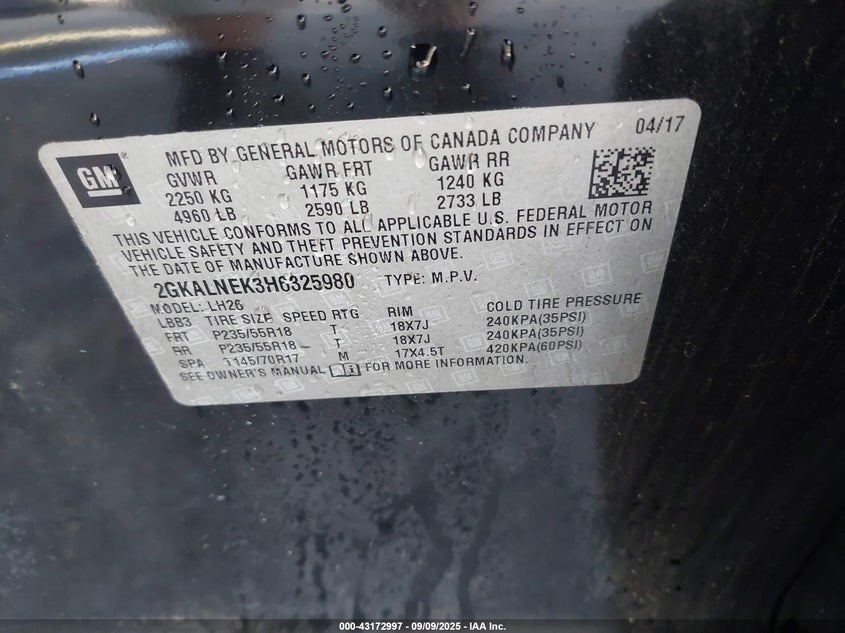 GM
MFD BY GENERAL MOTORS OF CANADA COMPANY 04/17
GVWR GAWR FRT GAWR RR
2250 KG 1175 KG 1240 KG
4960 LB 2590 LB 2733 LB
THIS VEHICLE CONFORMS TO ALL APPLICABLE U.S. FEDERAL MOTOR
VEHICLE SAFETY AND THEFT PREVENTION STANDARDS IN EFFECT ON
THE DATE OF MANUFACTURE SHOWN ABOVE.
2GKALNEK3H6325980 TYPE: M.P.V.
MODEL: LH26
LBB3 TIRE SIZE SPEED RTG RIM COLD TIRE PRESSURE
FRT P235/55R18 T 18X7J 240KPA(35PSI)
RR P235/55R18 T 18X7J 240KPA(35PSI)
SPA T145/70R17 M 17X4.5T 420KPA(60PSI)
SEE OWNER'S MANUAL FOR MORE INFORMATION.
000-43172997 - 09/09/2025 - IAA Inc.